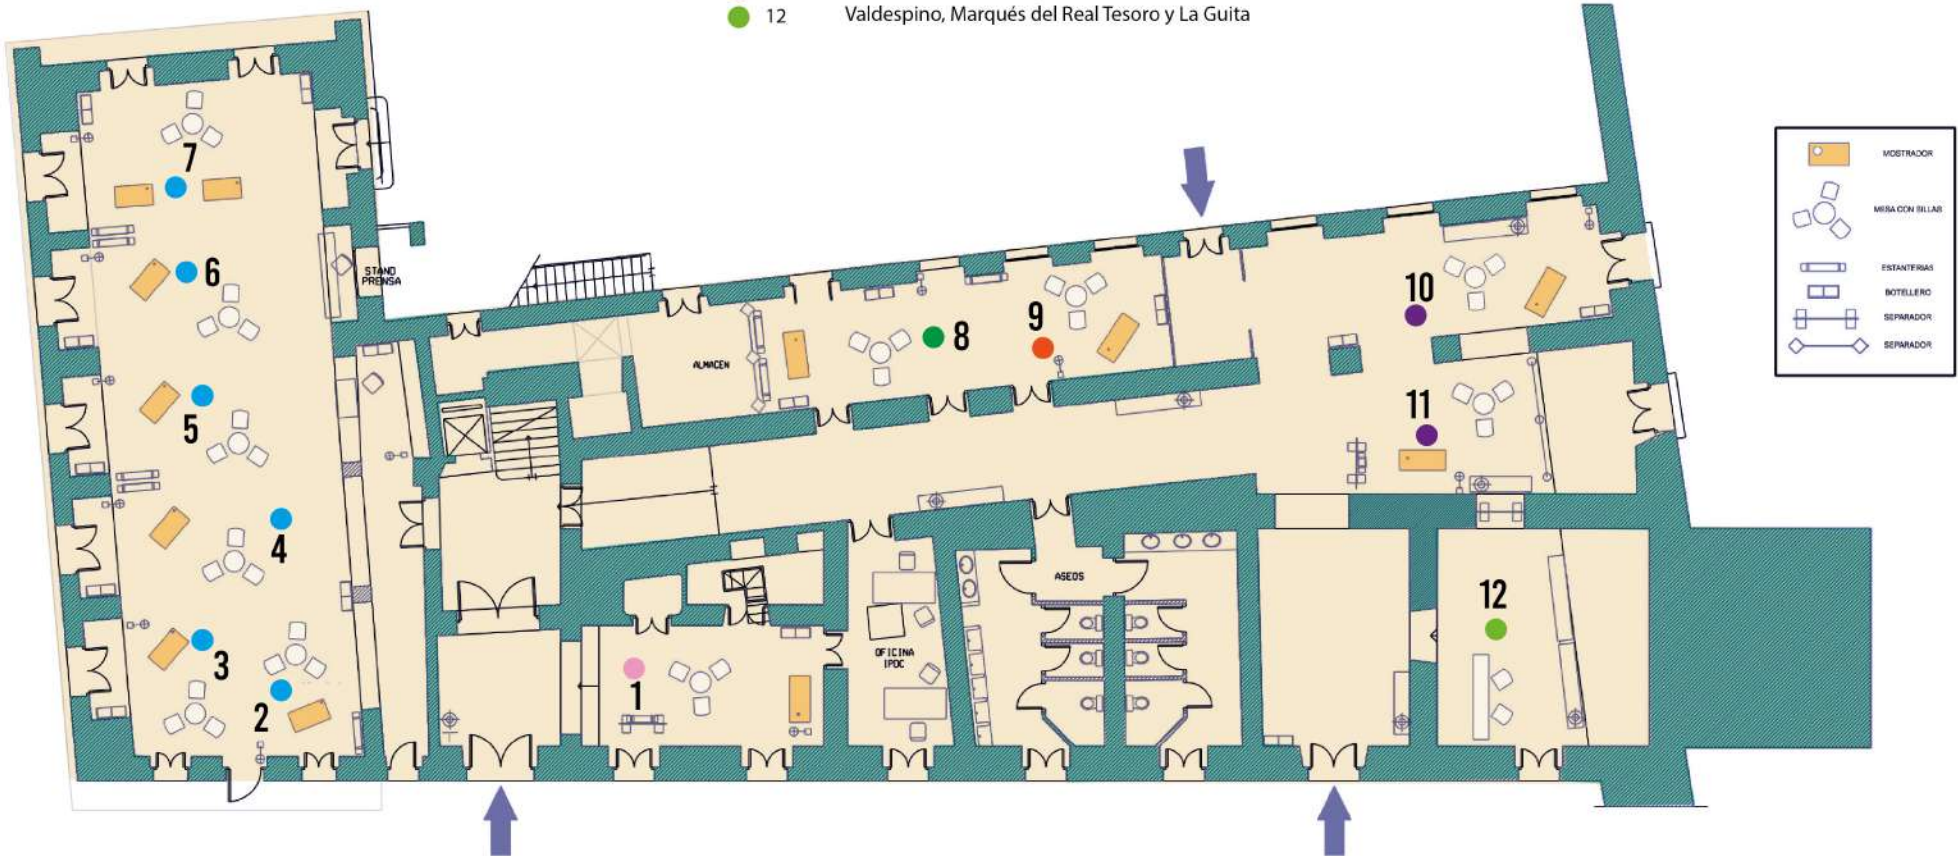 12 Valdespino, Marqués del Real Tesoro y La Guita
7
6
STAND
PRENSA
5
4
3
2
ALMACEN
8
9
10
11
MOSTRADOR
MESA CON SILLAS
ESTANTERIAS
BOTELLERO
SEPARADOR
SEPARADOR
ASEOS
12
OFICINA
IPDC
1